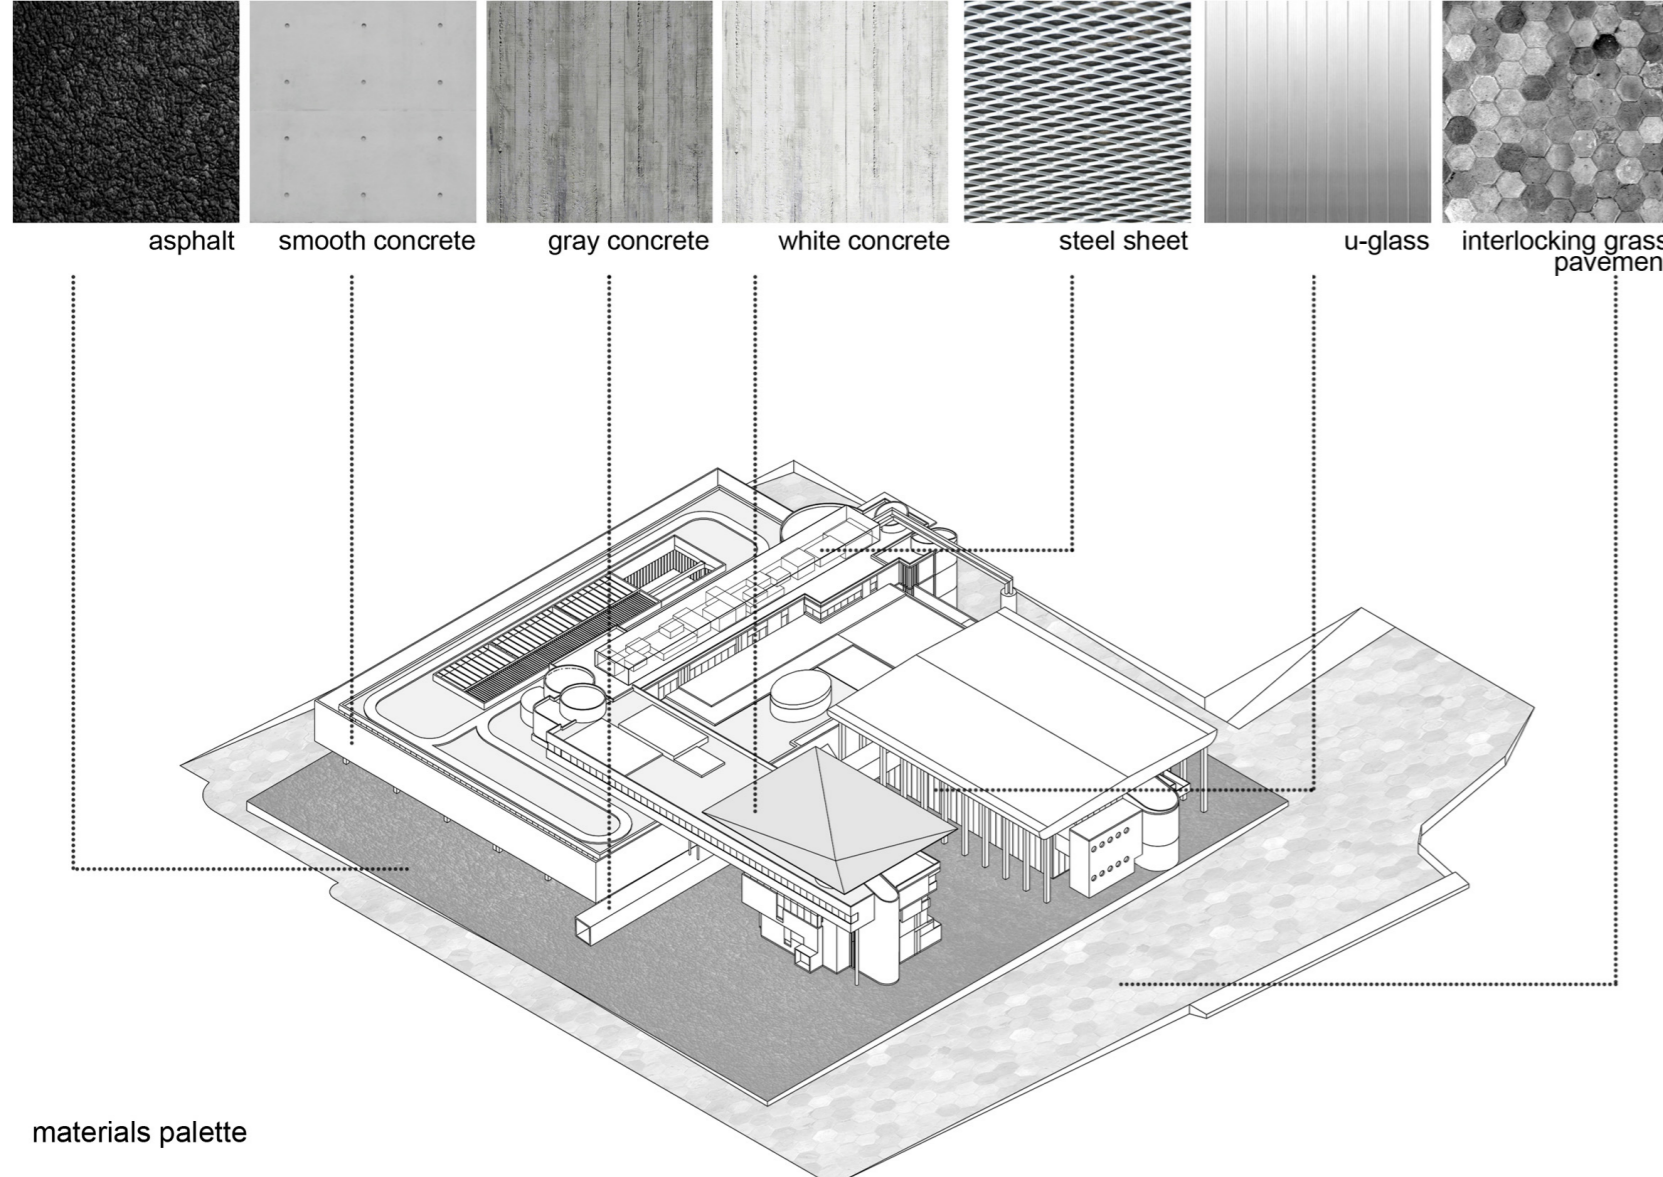 asphalt
smooth concrete
gray concrete
white concrete
steel sheet
u-glass
interlocking grass
pavemen
materials palette